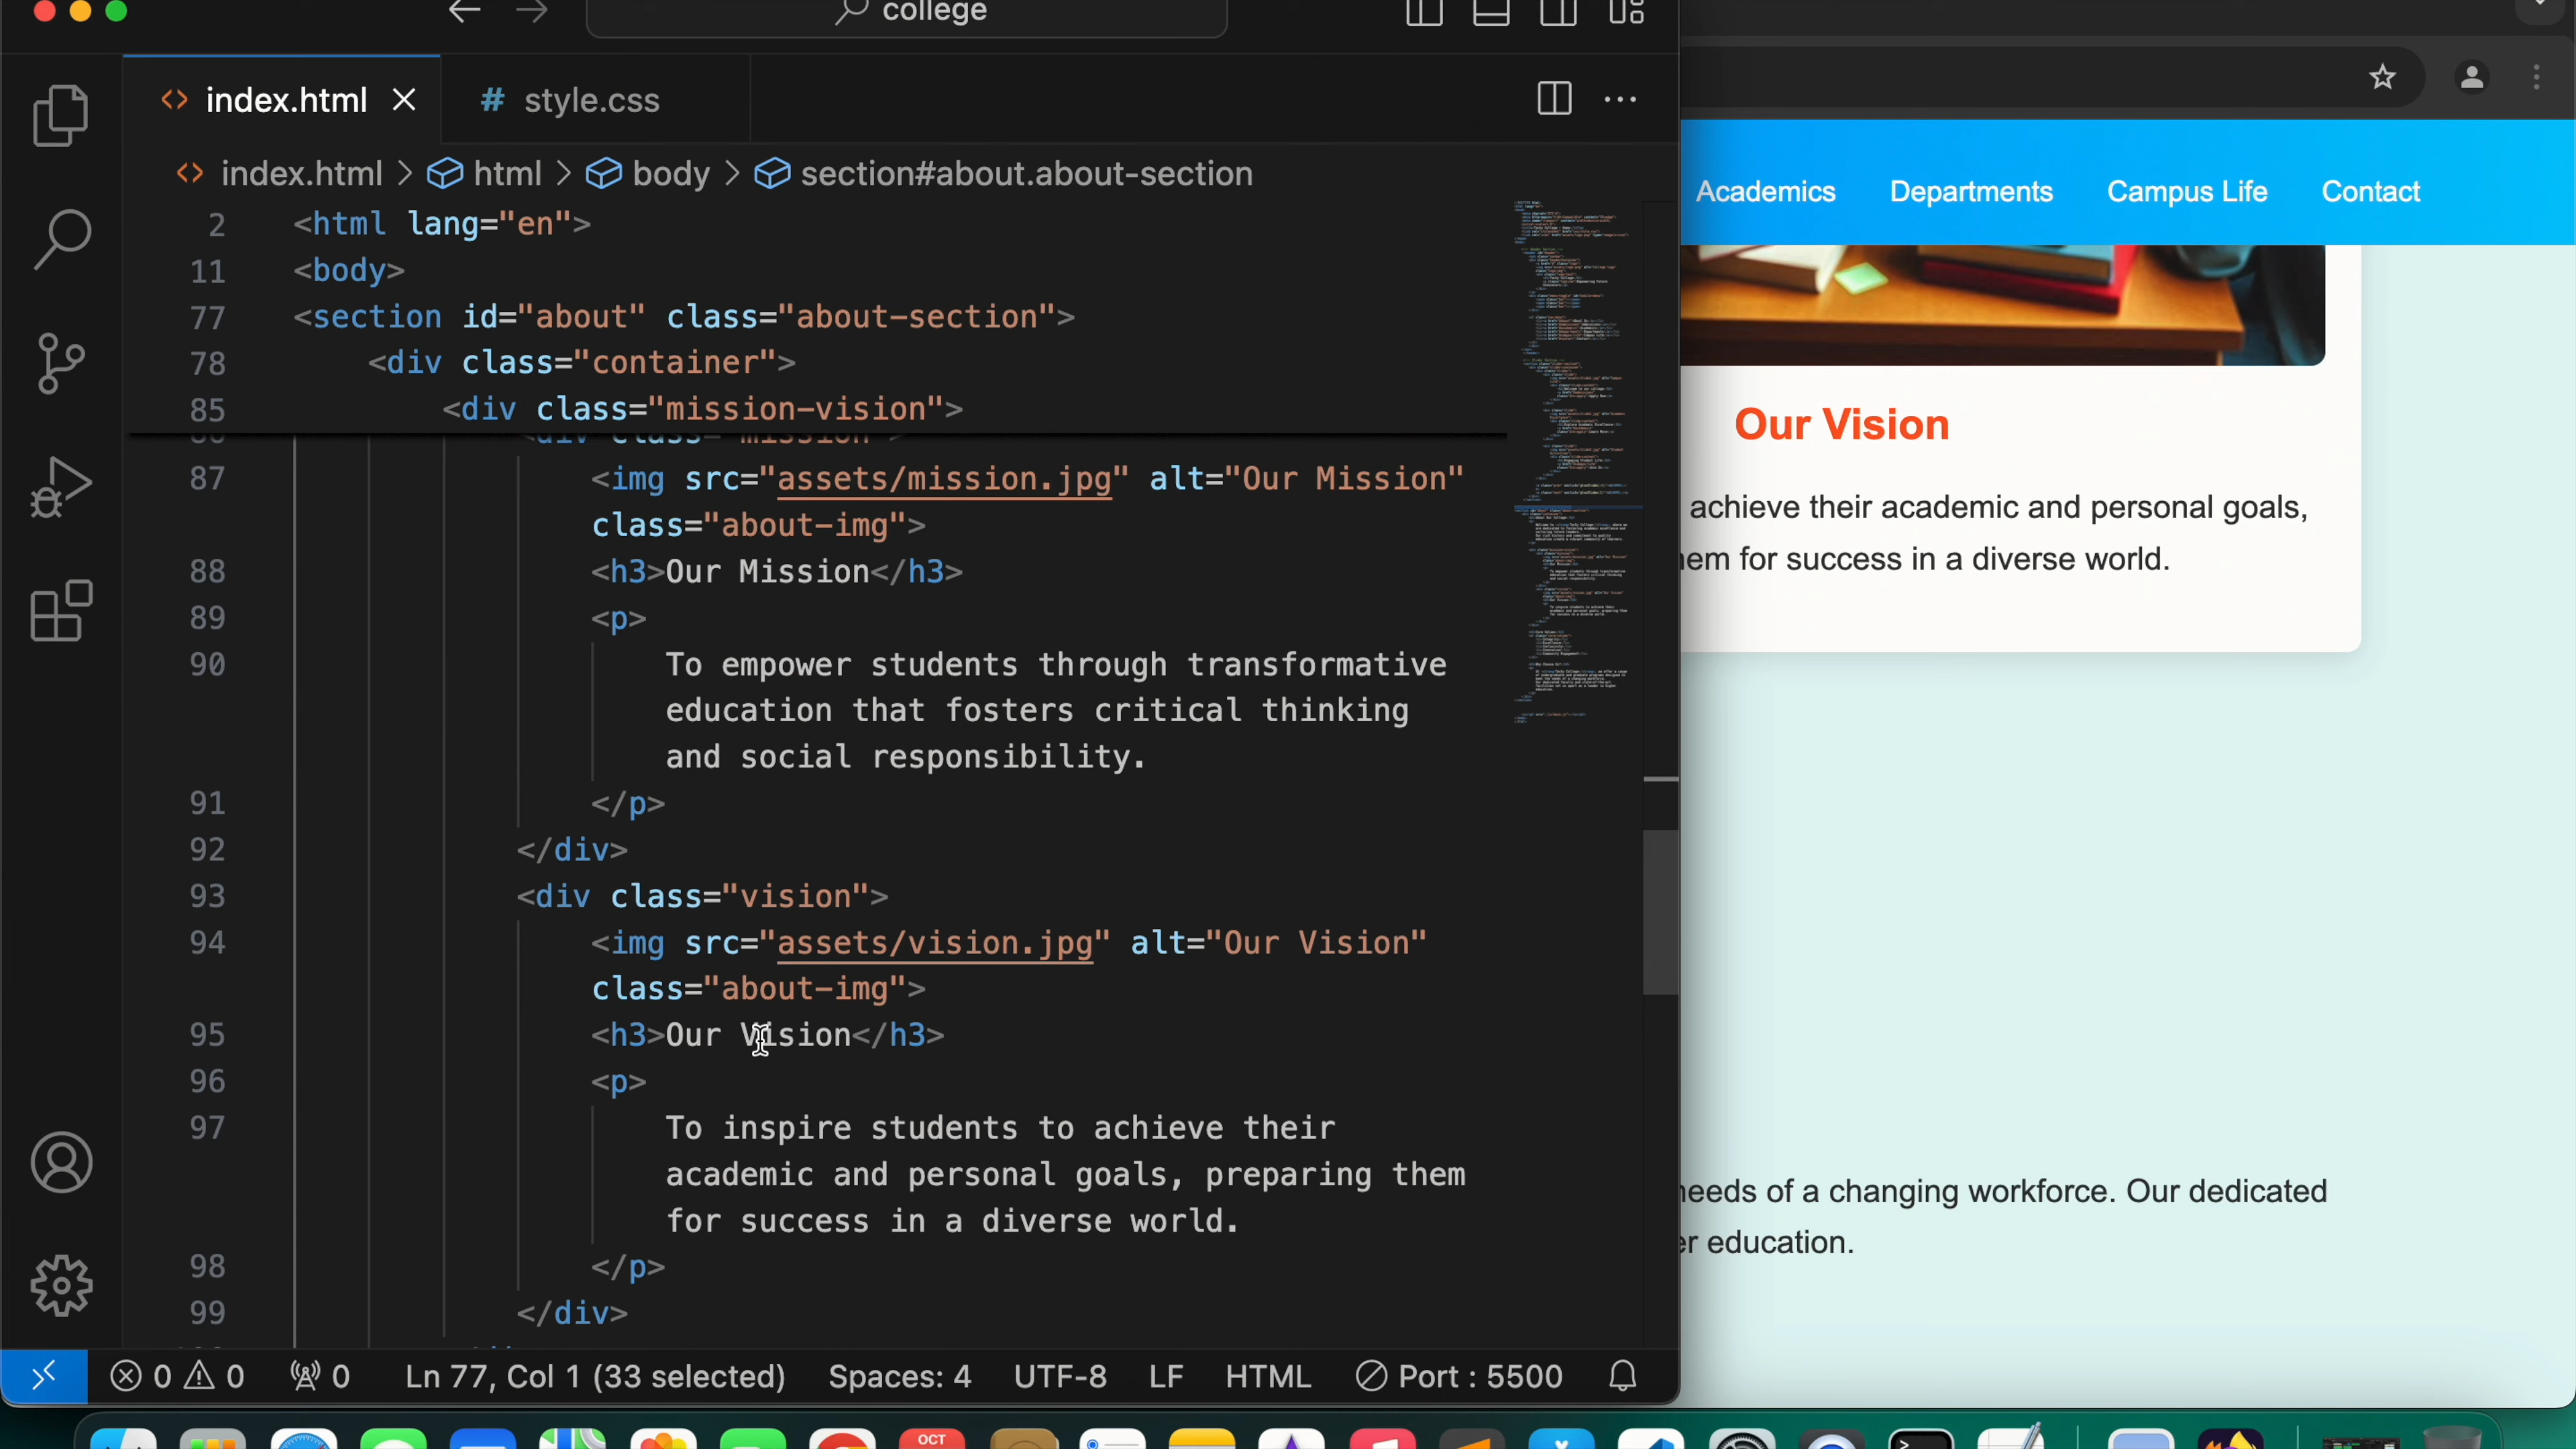 college
index.html
# style.css
index.html > html > body > section#about.about-section
2 <html lang="en">
11 <body>
77 <section id="about" class="about-section">
78 <div class="container">
85 <div class="mission-vision">
87 <img src="assets/mission.jpg" alt="Our Mission"
class="about-img">
88 <h3>Our Mission</h3>
89 <p>
90 To empower students through transformative
education that fosters critical thinking
and social responsibility.
91 </p>
92 </div>
93 <div class="vision">
94 <img src="assets/vision.jpg" alt="Our Vision"
class="about-img">
95 <h3>Our Vision</h3>
96 <p>
97 To inspire students to achieve their
academic and personal goals, preparing them
for success in a diverse world.
98 </p>
99 </div>
0 0 0 Ln 77, Col 1 (33 selected) Spaces: 4 UTF-8 LF HTML Port : 5500
Academics Departments Campus Life Contact
Our Vision
achieve their academic and personal goals,
for success in a diverse world.
of a changing workforce. Our dedicated
education.
OCT